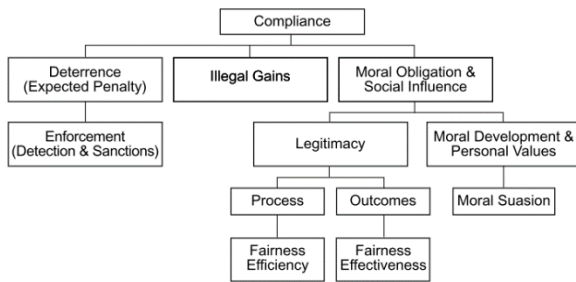 Compliance
Deterrence
(Expected Penalty)
Illegal Gains
Moral Obligation &
Social Influence
Enforcement
(Detection & Sanctions)
Legitimacy
Moral Development &
Personal Values
Process
Outcomes
Moral Suasion
Fairness
Efficiency
Fairness
Effectiveness